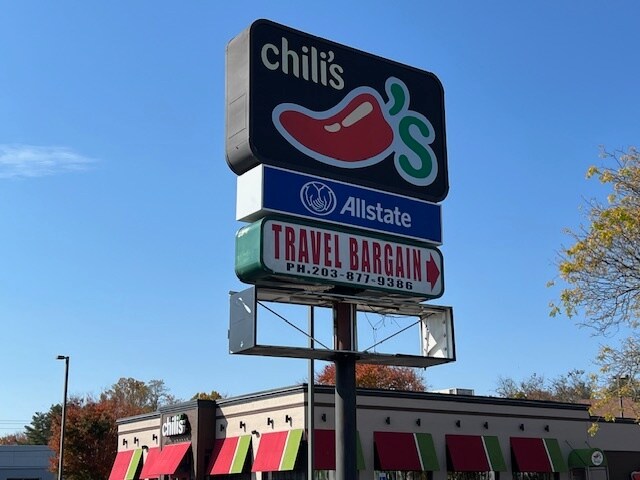 chili's
's
Allstate
TRAVEL BARGAIN
PH.203-877-9386
chili's